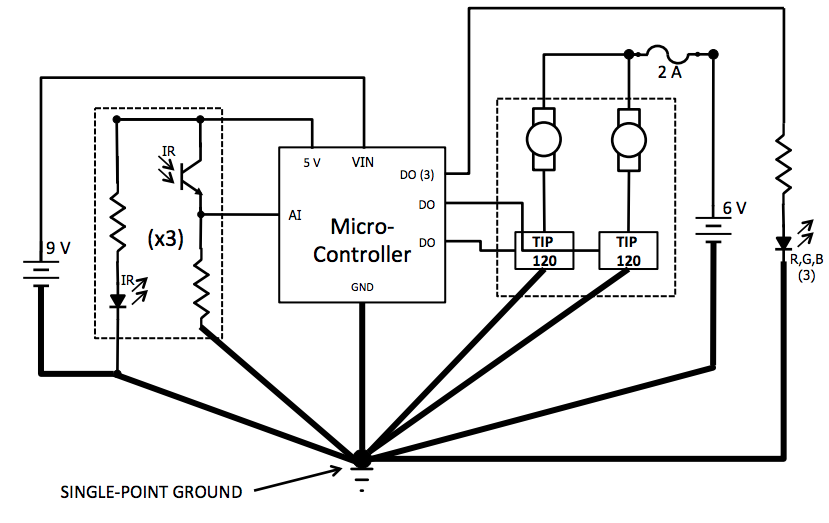 2 A
IR
5 V
VIN
DO (3)
DO
AI
(x3)
Micro-
Controller
DO
6 V
9 V
TIP
120
TIP
120
IR
R,G,B
(3)
GND
SINGLE-POINT GROUND